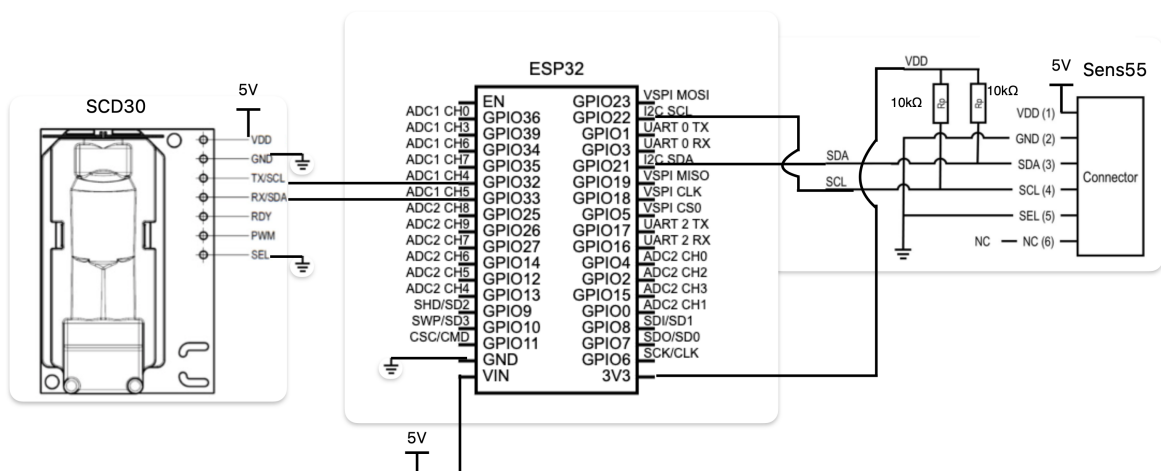 SCD30
5V
VDD
GND
TX/SCL
RX/SDA
RDY
PWM
SEL
ESP32
EN
ADC1 CH0 GPIO36
ADC1 CH3 GPIO39
ADC1 CH6 GPIO34
ADC1 CH7 GPIO35
ADC1 CH4 GPIO32
ADC1 CH5 GPIO33
ADC2 CH8 GPIO25
ADC2 CH9 GPIO26
ADC2 CH7 GPIO27
ADC2 CH6 GPIO14
ADC2 CH5 GPIO12
ADC2 CH4 GPIO13
SHD/SD2 GPIO9
SWP/SD3 GPIO10
CSC/CMD GPIO11
GND
VIN
5V
GPIO23 VSPI MOSI
GPIO22 I2C SCL
GPIO1 UART 0 TX
GPIO3 UART 0 RX
GPIO21 I2C SDA
GPIO19 VSPI MISO
GPIO18 VSPI CLK
GPIO5 VSPI CS0
GPIO17 UART 2 TX
GPIO16 UART 2 RX
GPIO4 ADC2 CH0
GPIO2 ADC2 CH2
GPIO15 ADC2 CH3
GPIO0 ADC2 CH1
GPIO8 SDI/SD1
GPIO7 SDO/SD0
GPIO6 SCK/CLK
3V3
SDA
SCL
VDD
10kΩ
Rp
Rp
10kΩ
5V
Sens55
VDD (1)
GND (2)
SDA (3)
SCL (4)
SEL (5)
NC NC (6)
Connector